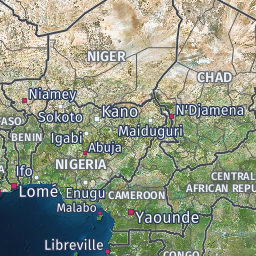 NIGER
CHAD
Niamey
Sokoto
Kano
N'Djamena
FASO
Maiduguri
BENIN
Igabi
Abuja
NIGERIA
Ifo
CENTRAL
AFRICAN REPU
Lomé
Enugu
CAMEROON
Malabo
Yaounde
Libreville
CONGO